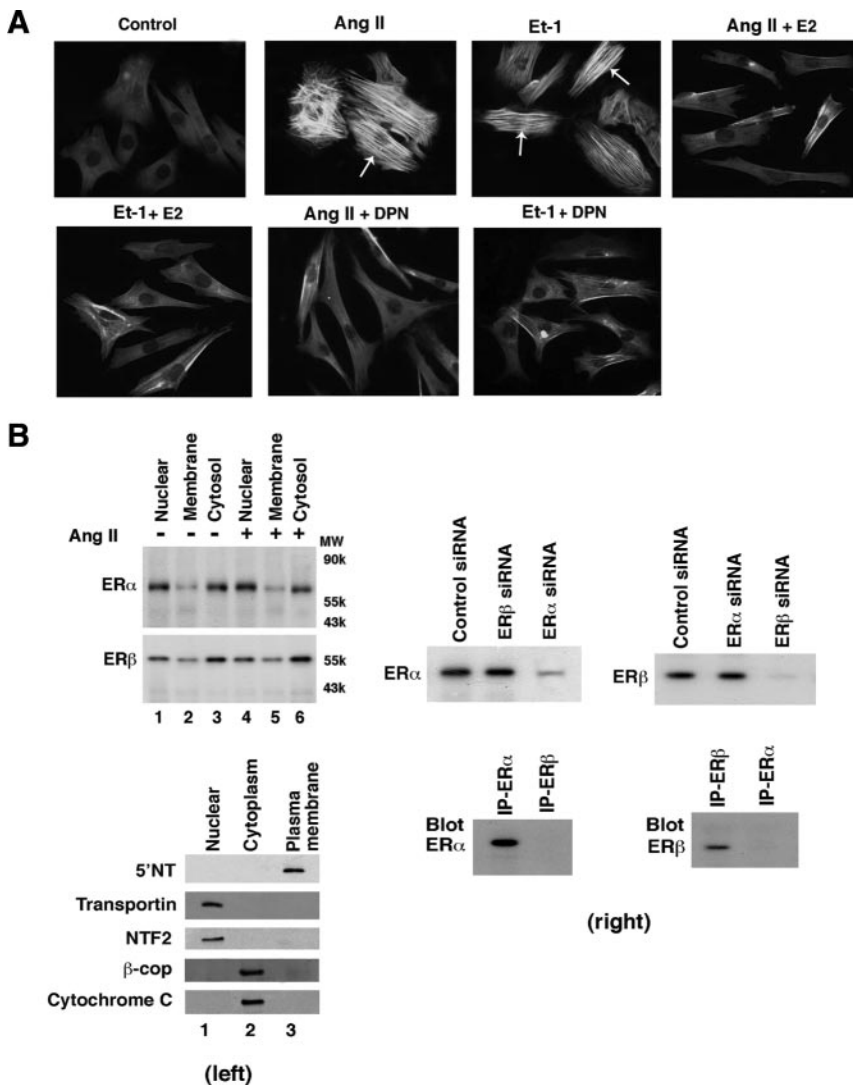 A
Control
Ang II
Et-1
Ang II + E2
Et-1 + E2
Ang II + DPN
Et-1 + DPN
B
Nuclear
Membrane
Cytosol
Nuclear
Membrane
Cytosol
Ang II - - - + + +
MW
90k
ERα
55k
43k
ERβ
55k
43k
1 2 3 4 5 6
Control siRNA
ERβ siRNA
ERα siRNA
ERα
Control siRNA
ERα siRNA
ERβ siRNA
ERβ
Nuclear
Cytoplasm
Plasma
membrane
5'NT
Transportin
NTF2
β-cop
Cytochrome C
1 2 3
(left)
IP-ERα
IP-ERβ
Blot
ERα
IP-ERβ
IP-ERα
Blot
ERβ
(right)